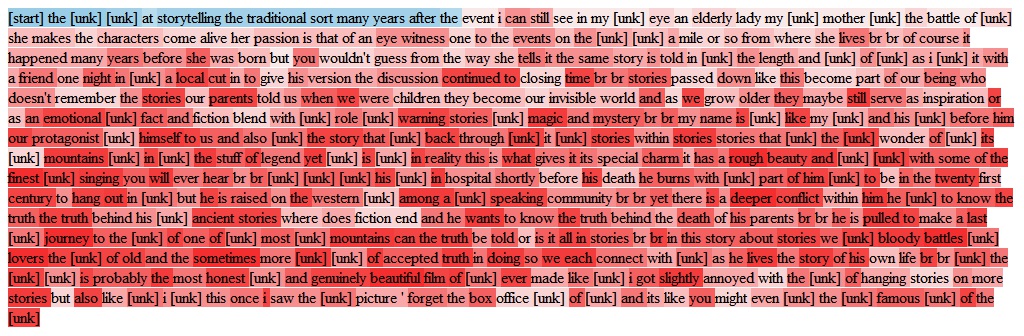 [start] the [unk] [unk] at storytelling the traditional sort many years after the event i can still see in my [unk] eye an elderly lady my [unk] mother [unk] the battle of [unk]
she makes the characters come alive her passion is that of an eye witness one to the events on the [unk] [unk] a mile or so from where she lives br br of course it
happened many years before she was born but you wouldn't guess from the way she tells it the same story is told in [unk] the length and [unk] of [unk] as i [unk] it with
a friend one night in [unk] a local cut in to give his version the discussion continued to closing time br br stories passed down like this become part of our being who
doesn't remember the stories our parents told us when we were children they become our invisible world and as we grow older they maybe still serve as inspiration or
as an emotional [unk] fact and fiction blend with [unk] role [unk] warning stories [unk] magic and mystery br br my name is [unk] like my [unk] and his [unk] before him
our protagonist [unk] himself to us and also [unk] the story that [unk] back through [unk] it [unk] stories within stories stories that [unk] the [unk] wonder of [unk] its
[unk] mountains [unk] in [unk] the stuff of legend yet [unk] is [unk] in reality this is what gives it its special charm it has a rough beauty and [unk] [unk] with some of the
finest [unk] singing you will ever hear br br [unk] [unk] [unk] his [unk] in hospital shortly before his death he burns with [unk] part of him [unk] to be in the twenty first
century to hang out in [unk] but he is raised on the western [unk] among a [unk] speaking community br br yet there is a deeper conflict within him he [unk] to know the
truth the truth behind his [unk] ancient stories where does fiction end and he wants to know the truth behind the death of his parents br br he is pulled to make a last
[unk] journey to the [unk] of one of [unk] most [unk] mountains can the truth be told or is it all in stories br br in this story about stories we [unk] bloody battles [unk]
lovers the [unk] of old and the sometimes more [unk] [unk] of accepted truth in doing so we each connect with [unk] as he lives the story of his own life br br [unk] the
[unk] [unk] is probably the most honest [unk] and genuinely beautiful film of [unk] ever made like [unk] i got slightly annoyed with the [unk] of hanging stories on more
stories but also like [unk] i [unk] this once i saw the [unk] picture ' forget the box office [unk] of [unk] and its like you might even [unk] the [unk] famous [unk] of the
[unk]